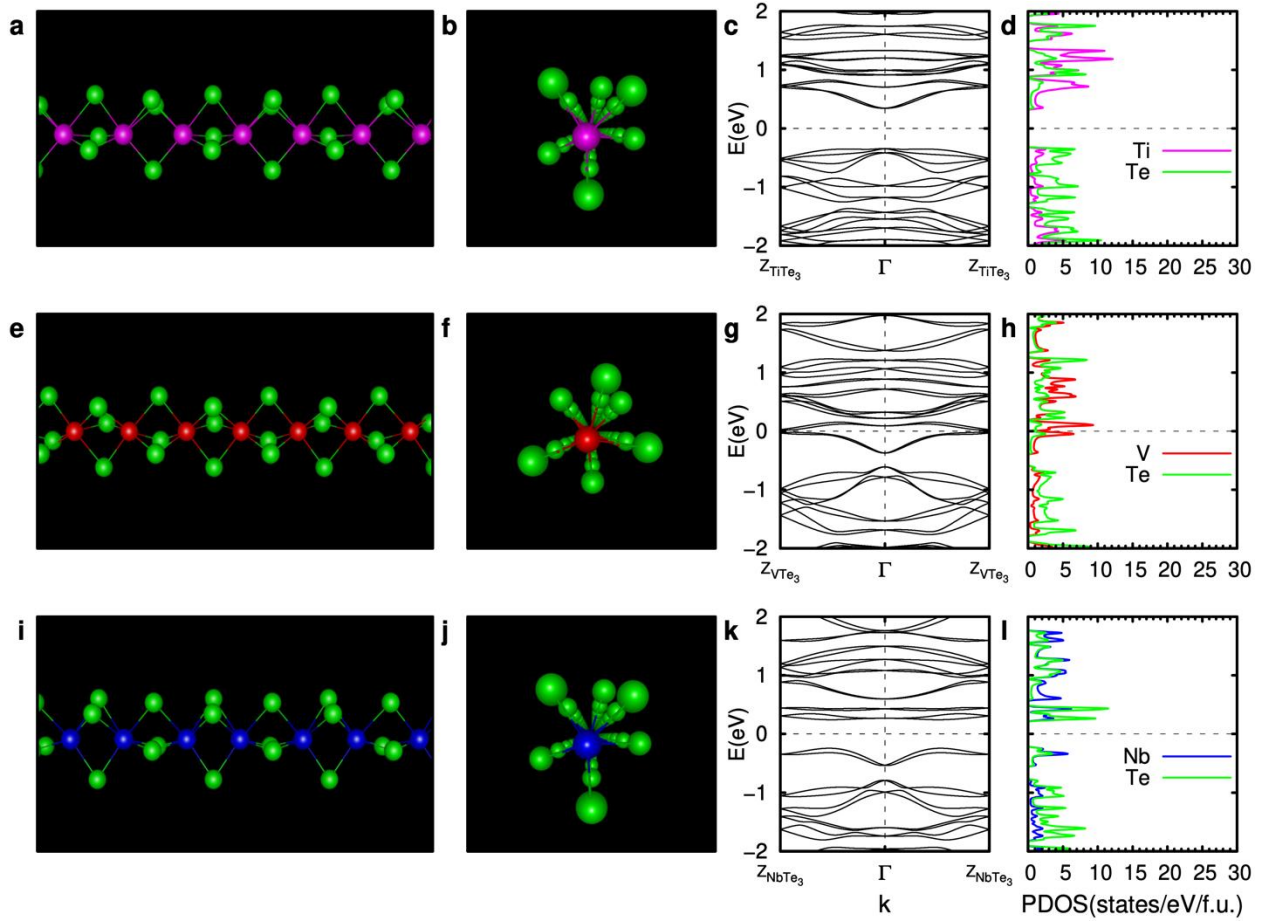 a b c d
E(eV)
2
1
0
−1
−2
Z_TiTe₃ Γ Z_TiTe₃
Ti
Te
0 5 10 15 20 25 30
e f g h
E(eV)
2
1
0
−1
−2
Z_VTe₃ Γ Z_VTe₃
V
Te
0 5 10 15 20 25 30
i j k l
E(eV)
2
1
0
−1
−2
Z_NbTe₃ Γ Z_NbTe₃
k
Nb
Te
0 5 10 15 20 25 30
PDOS(states/eV/f.u.)